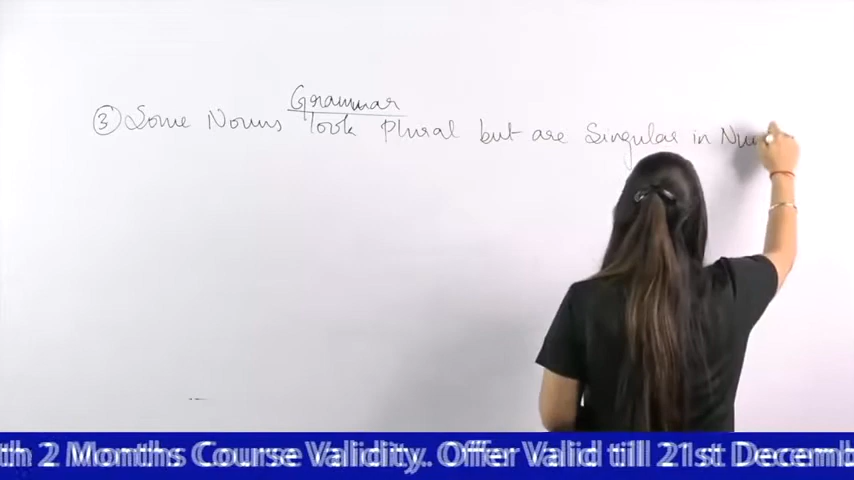 Grammar
③ Some Nouns look Plural but are Singular in
th 2 Months Course Validity. Offer Valid till 21st Decemb